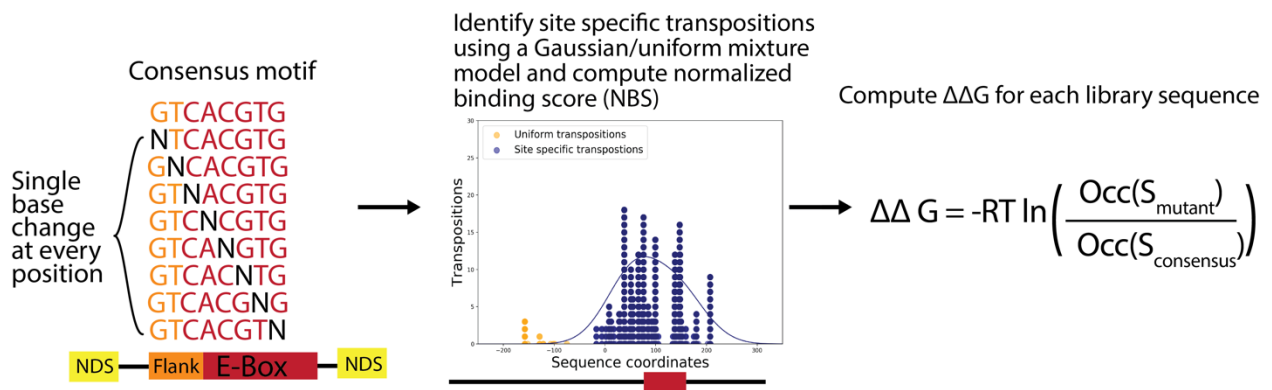 Consensus motif
GTCACGTG
NTCACGTG
GNCACGTG
GTNACGTG
GTCNCGTG
GTCANGTG
GTCACNTG
GTCACGNG
GTCACGTN
Single
base
change
at every
position
NDS
Flank
E-Box
NDS
Identify site specific transpositions
using a Gaussian/uniform mixture
model and compute normalized
binding score (NBS)
Uniform transpositions
Site specific transpostions
Transpositions
30
25
20
15
10
5
0
−200
−100
0
100
200
300
Sequence coordinates
Compute ΔΔG for each library sequence
ΔΔ G = -RT ln( Occ(S_mutant) / Occ(S_consensus) )